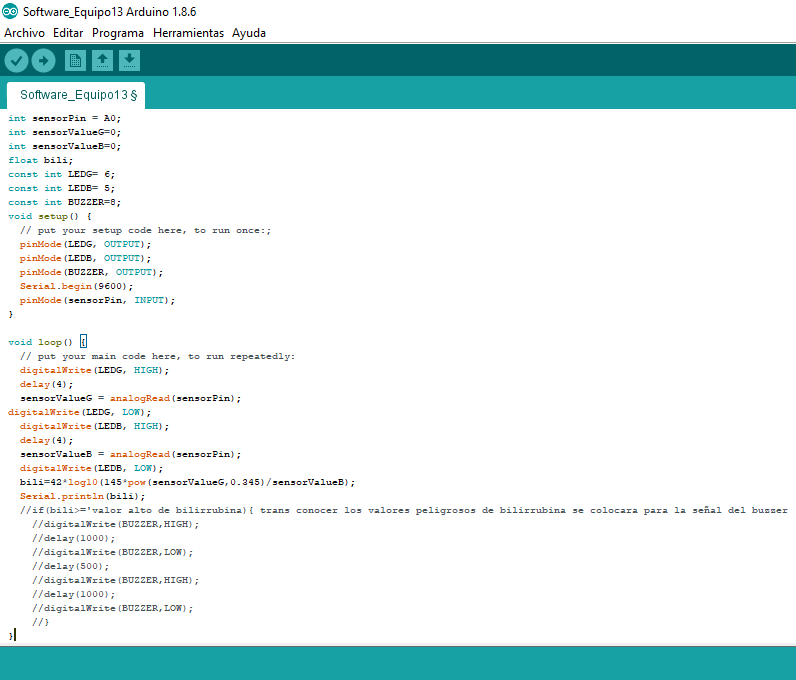 Software_Equipo13 Arduino 1.8.6
Archivo Editar Programa Herramientas Ayuda
Software_Equipo13 §
int sensorPin = A0;
int sensorValueG=0;
int sensorValueB=0;
float bili;
const int LEDG= 6;
const int LEDB= 5;
const int BUZZER=8;
void setup() {
  // put your setup code here, to run once:;
  pinMode(LEDG, OUTPUT);
  pinMode(LEDB, OUTPUT);
  pinMode(BUZZER, OUTPUT);
  Serial.begin(9600);
  pinMode(sensorPin, INPUT);
}
void loop() {
  // put your main code here, to run repeatedly:
  digitalWrite(LEDG, HIGH);
  delay(4);
  sensorValueG = analogRead(sensorPin);
digitalWrite(LEDG, LOW);
  digitalWrite(LEDB, HIGH);
  delay(4);
  sensorValueB = analogRead(sensorPin);
  digitalWrite(LEDB, LOW);
  bili=42*log10(145*pow(sensorValueG,0.345)/sensorValueB);
  Serial.println(bili);
  //if(bili>='valor alto de bilirrubina){ trans conocer los valores peligrosos de bilirrubina se colocara para la señal del buzzer
    //digitalWrite(BUZZER,HIGH);
    //delay(1000);
    //digitalWrite(BUZZER,LOW);
    //delay(500);
    //digitalWrite(BUZZER,HIGH);
    //delay(1000);
    //digitalWrite(BUZZER,LOW);
    //}
}